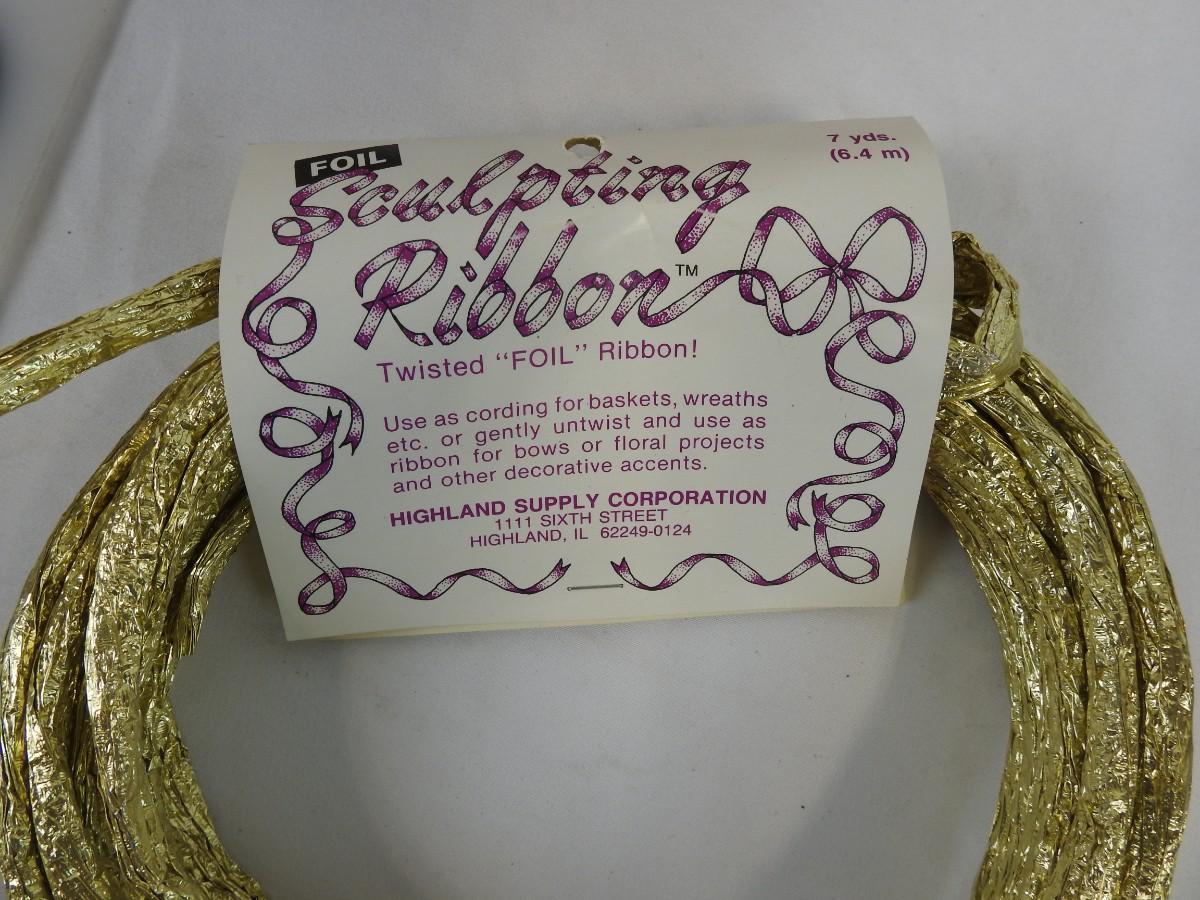 FOIL
7 yds.
(6.4 m)
Sculpting
Ribbon™
Twisted "FOIL" Ribbon!
Use as cording for baskets, wreaths
etc. or gently untwist and use as
ribbon for bows or floral projects
and other decorative accents.
HIGHLAND SUPPLY CORPORATION
1111 SIXTH STREET
HIGHLAND, IL 62249-0124